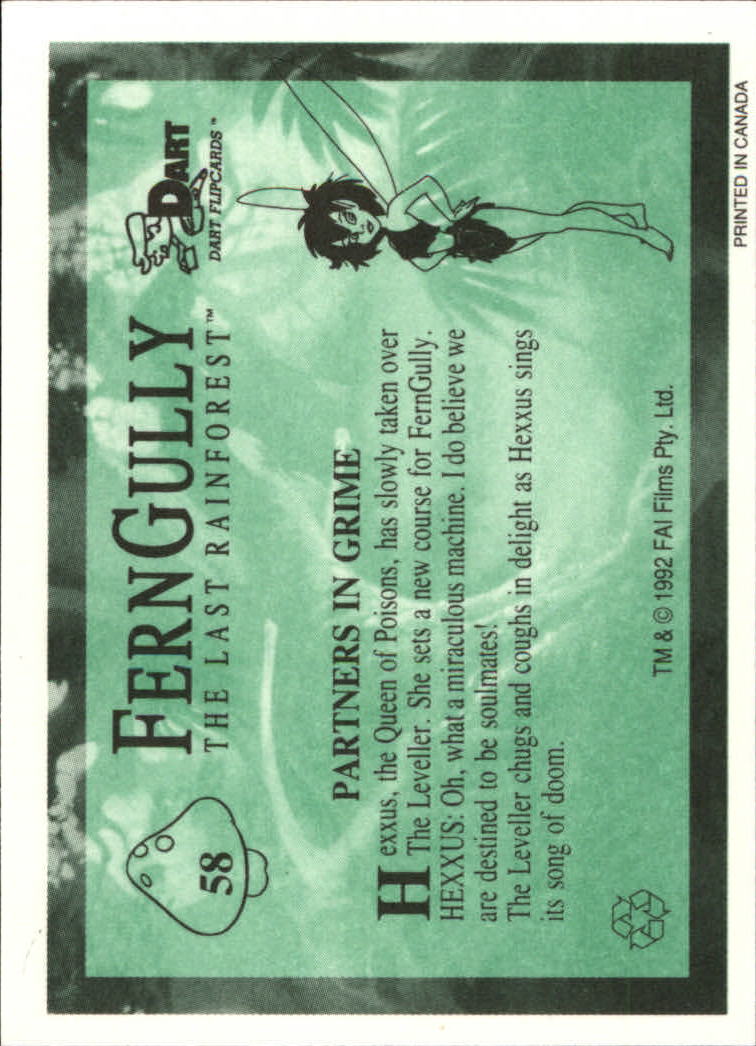 58
FERNGULLY
THE LAST RAINFOREST™
DART
DART FLIPCARDS™
PARTNERS IN GRIME
Hexxus, the Queen of Poisons, has slowly taken over
The Leveller. She sets a new course for FernGully.
HEXXUS: Oh, what a miraculous machine. I do believe we
are destined to be soulmates!
The Leveller chugs and coughs in delight as Hexxus sings
its song of doom.
TM & © 1992 FAI Films Pty. Ltd.
PRINTED IN CANADA